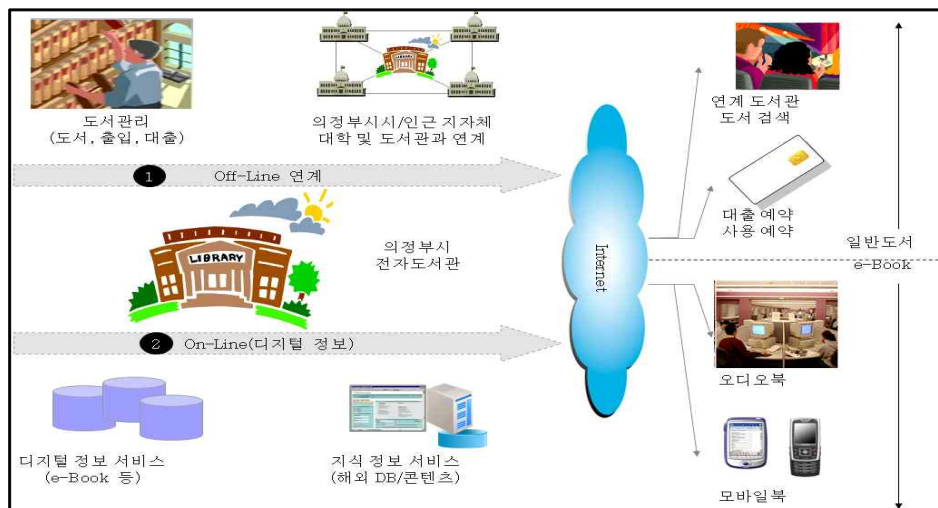 도서관리
(도서, 출입, 대출)
의정부시시/인근 지자체
대학 및 도서관과 연계
연계 도서관
도서 검색
1 Off-Line 연계
대출 예약
사용 예약
LIBRARY
의정부시
전자도서관
Internet
일반도서
e-Book
2 On-Line(디지털 정보)
오디오북
디지털 정보 서비스
(e-Book 등)
지식 정보 서비스
(해외 DB/콘텐츠)
모바일북